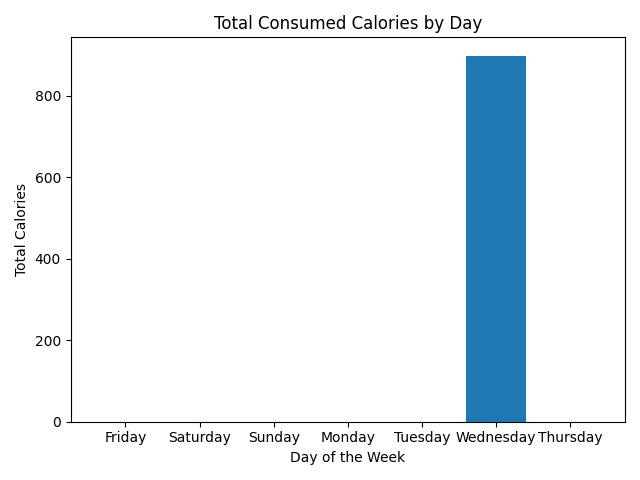 Total Consumed Calories by Day
Total Calories
800
600
400
200
0
Friday Saturday Sunday Monday Tuesday Wednesday Thursday
Day of the Week